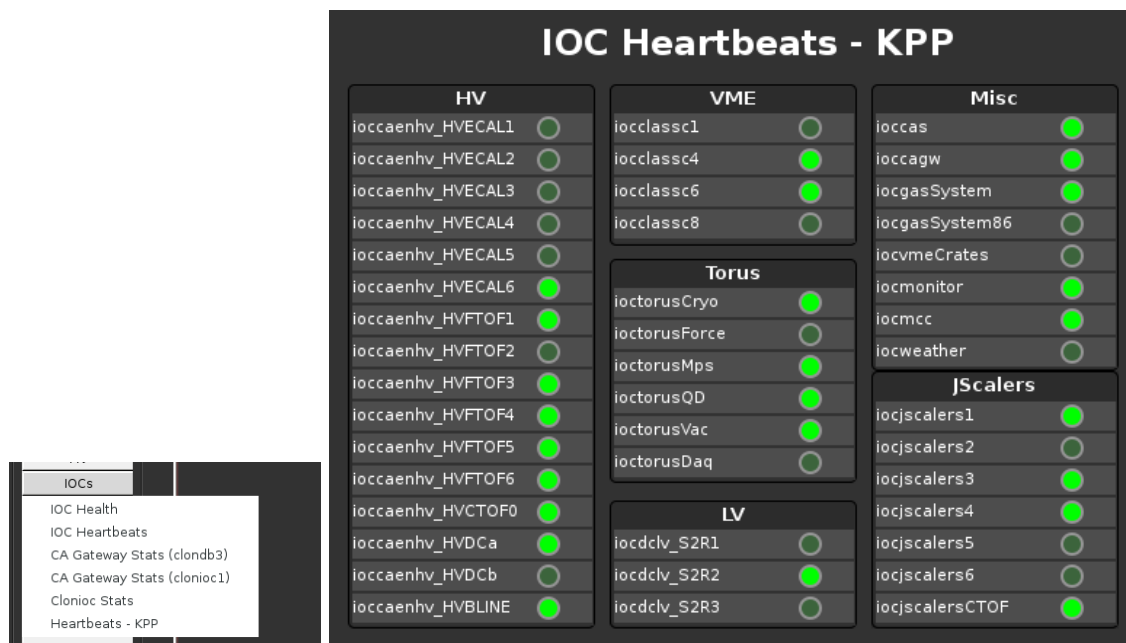 IOCs
IOC Health
IOC Heartbeats
CA Gateway Stats (clondb3)
CA Gateway Stats (clonioc1)
Clonioc Stats
Heartbeats - KPP
IOC Heartbeats - KPP
HV
ioccaenhv_HVECAL1
ioccaenhv_HVECAL2
ioccaenhv_HVECAL3
ioccaenhv_HVECAL4
ioccaenhv_HVECAL5
ioccaenhv_HVECAL6
ioccaenhv_HVFTOF1
ioccaenhv_HVFTOF2
ioccaenhv_HVFTOF3
ioccaenhv_HVFTOF4
ioccaenhv_HVFTOF5
ioccaenhv_HVFTOF6
ioccaenhv_HVCTOF0
ioccaenhv_HVDCa
ioccaenhv_HVDCb
ioccaenhv_HVBLINE
VME
iocclassc1
iocclassc4
iocclassc6
iocclassc8
Torus
ioctorusCryo
ioctorusForce
ioctorusMps
ioctorusQD
ioctorusVac
ioctorusDaq
LV
iocdclv_S2R1
iocdclv_S2R2
iocdclv_S2R3
Misc
ioccas
ioccagw
iocgasSystem
iocgasSystem86
iocvmeCrates
iocmonitor
iocmcc
iocweather
JScalers
iocjscalers1
iocjscalers2
iocjscalers3
iocjscalers4
iocjscalers5
iocjscalers6
iocjscalersCTOF